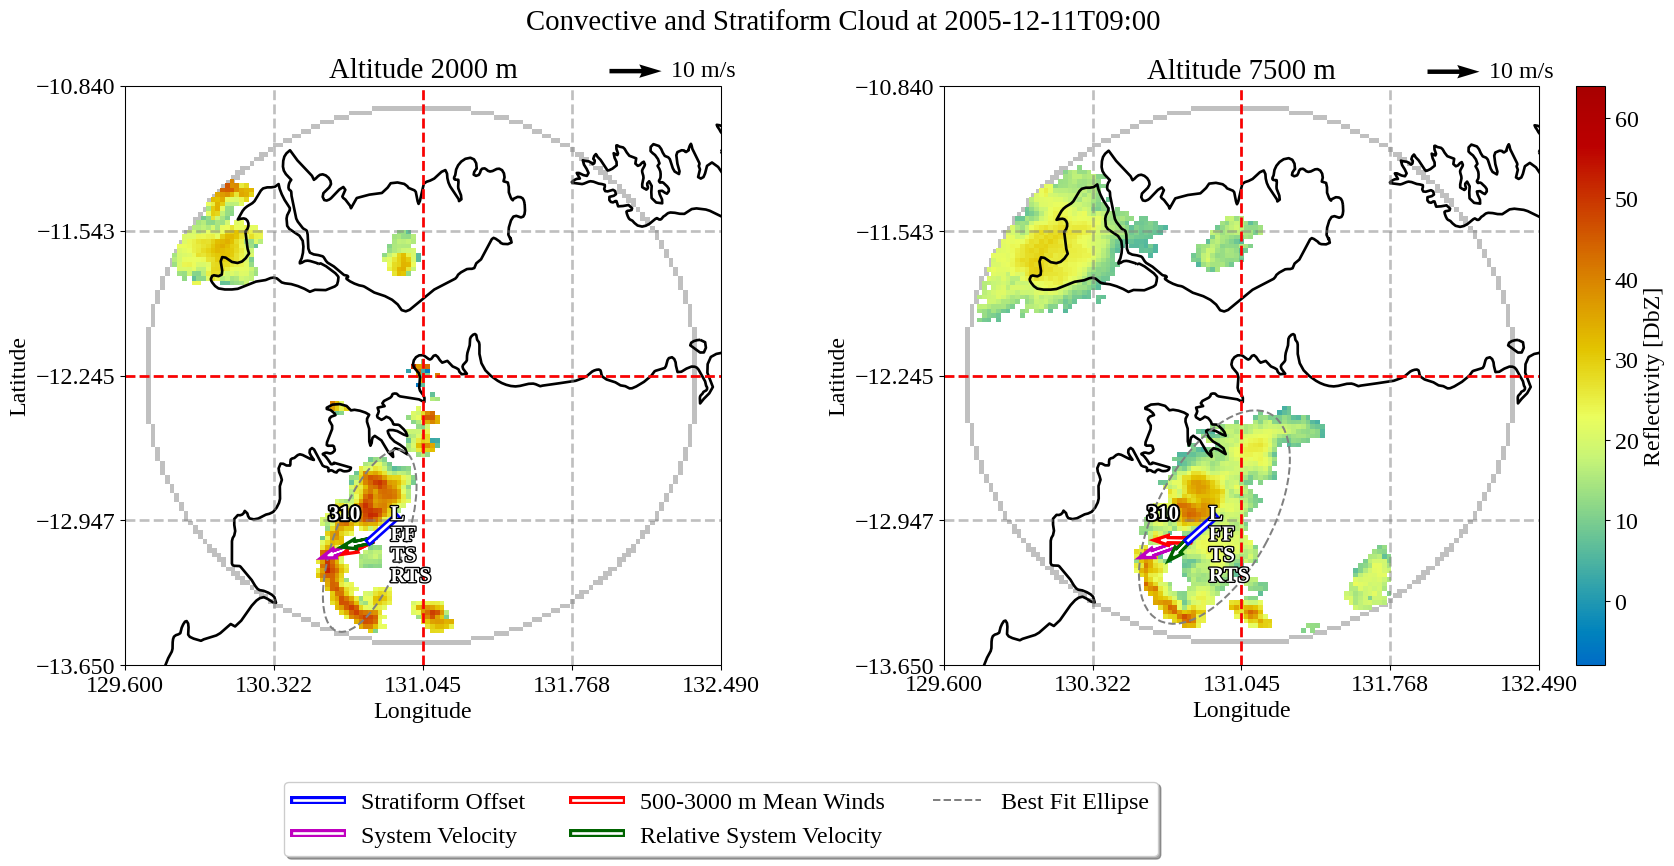 Convective and Stratiform Cloud at 2005-12-11T09:00
Altitude 2000 m
10 m/s
−10.840
−11.543
−12.245
−12.947
−13.650
Latitude
129.600
130.322
131.045
131.768
132.490
Longitude
310
L
FF
TS
RTS
Altitude 7500 m
10 m/s
−10.840
−11.543
−12.245
−12.947
−13.650
Latitude
129.600
130.322
131.045
131.768
132.490
Longitude
310
L
FF
TS
RTS
60
50
40
30
20
10
0
Reflectivity [DbZ]
Stratiform Offset
System Velocity
500-3000 m Mean Winds
Relative System Velocity
Best Fit Ellipse